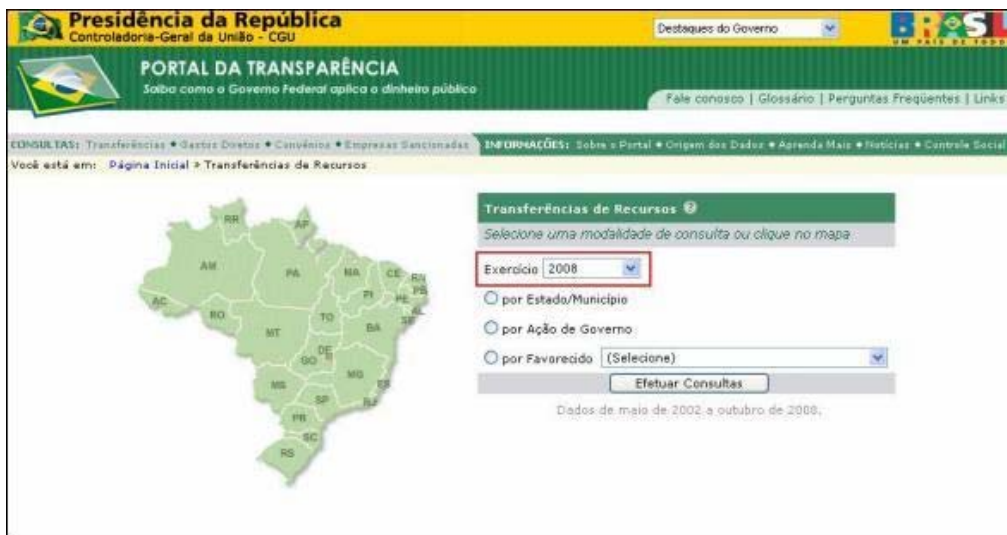 Presidência da República
Controladoria-Geral da União - CGU
Destaques do Governo
BRASIL
UM PAÍS DE TODO
PORTAL DA TRANSPARÊNCIA
Saiba como o Governo Federal aplica o dinheiro público
Fale conosco | Glossário | Perguntas Freqüentes | Links
CONSULTAS: Transferências • Gastos Diretos • Convênios • Empresas Sancionadas
INFORMAÇÕES: Sobre o Portal • Origem dos Dados • Aprenda Mais • Notícias • Controle Social
Você está em: Página Inicial > Transferências de Recursos
RR
AP
AM
PA
MA
CE
RN
PB
PI
PE
AL
SE
AC
RO
TO
BA
MT
DF
GO
MG
ES
MS
SP
RJ
PR
SC
RS
Transferências de Recursos
Selecione uma modalidade de consulta ou clique no mapa
Exercício 2008
por Estado/Município
por Ação de Governo
por Favorecido (Selecione)
Efetuar Consultas
Dados de maio de 2002 a outubro de 2008.